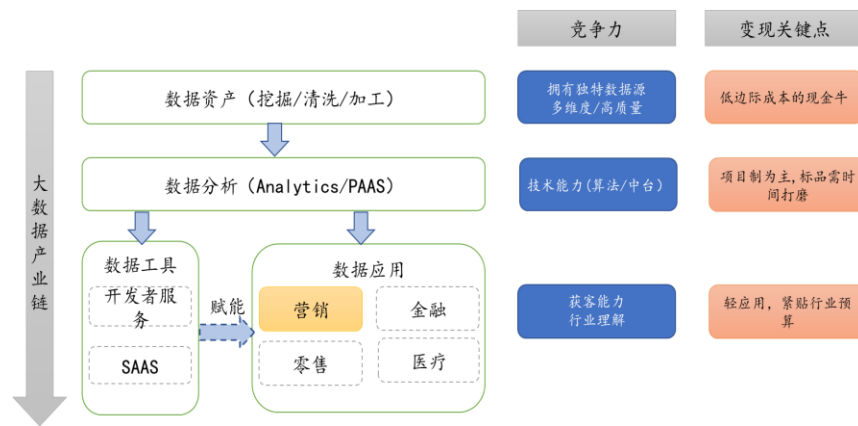 竞争力
变现关键点
大数据产业链
数据资产（挖掘/清洗/加工）
拥有独特数据源
多维度/高质量
低边际成本的现金牛
数据分析（Analytics/PAAS）
技术能力(算法/中台)
项目制为主,标品需时
间打磨
数据工具
开发者服
务
SAAS
赋能
数据应用
营销
金融
零售
医疗
获客能力
行业理解
轻应用，紧贴行业预
算